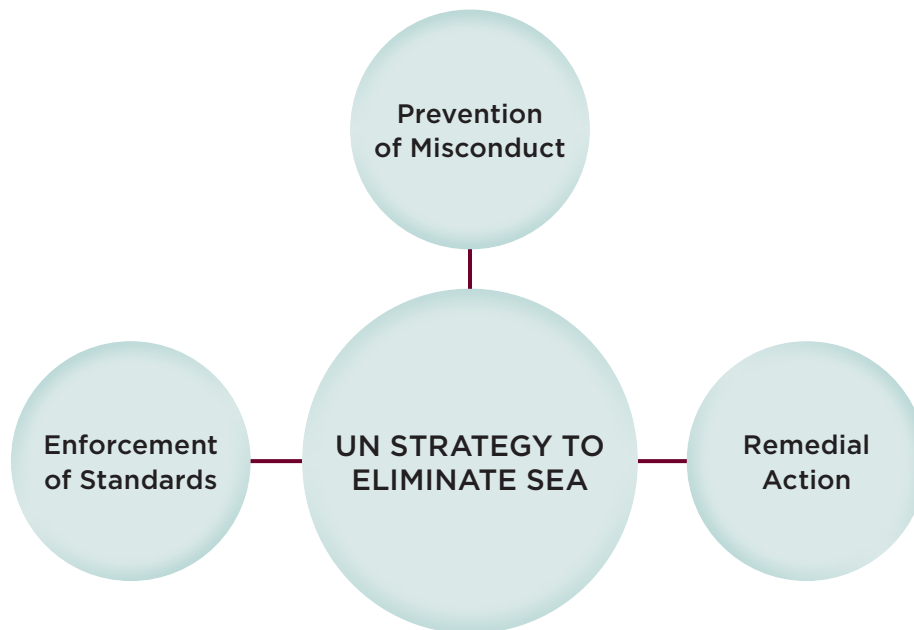 Prevention
of Misconduct
Enforcement
of Standards
UN STRATEGY TO
ELIMINATE SEA
Remedial
Action